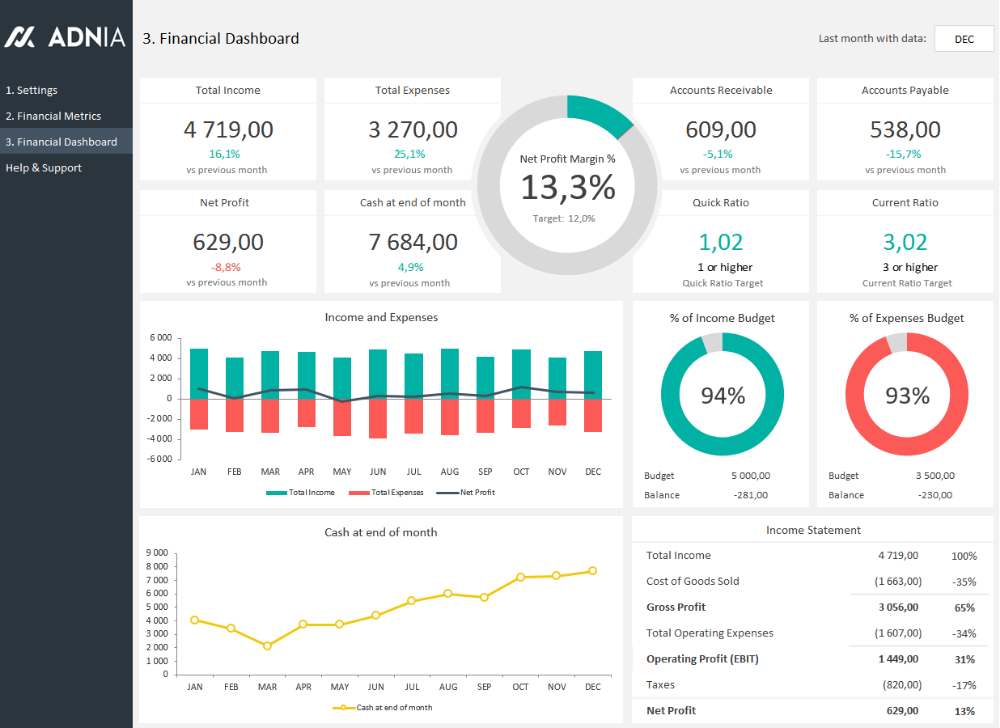 ADNIA
3. Financial Dashboard
Last month with data:
DEC
1. Settings
2. Financial Metrics
3. Financial Dashboard
Help & Support
Total Income
4 719,00
16,1%
vs previous month
Total Expenses
3 270,00
25,1%
vs previous month
Net Profit Margin %
13,3%
Target: 12,0%
Accounts Receivable
609,00
-5,1%
vs previous month
Accounts Payable
538,00
-15,7%
vs previous month
Net Profit
629,00
-8,8%
vs previous month
Cash at end of month
7 684,00
4,9%
vs previous month
Quick Ratio
1,02
1 or higher
Quick Ratio Target
Current Ratio
3,02
3 or higher
Current Ratio Target
Income and Expenses
6 000
4 000
2 000
0
-2 000
-4 000
-6 000
JAN FEB MAR APR MAY JUN JUL AUG SEP OCT NOV DEC
Total Income Total Expenses Net Profit
% of Income Budget
94%
Budget 5 000,00
Balance -281,00
% of Expenses Budget
93%
Budget 3 500,00
Balance -230,00
Cash at end of month
9 000
8 000
7 000
6 000
5 000
4 000
3 000
2 000
1 000
0
JAN FEB MAR APR MAY JUN JUL AUG SEP OCT NOV DEC
Cash at end of month
Income Statement
Total Income 4 719,00 100%
Cost of Goods Sold (1 663,00) -35%
Gross Profit 3 056,00 65%
Total Operating Expenses (1 607,00) -34%
Operating Profit (EBIT) 1 449,00 31%
Taxes (820,00) -17%
Net Profit 629,00 13%